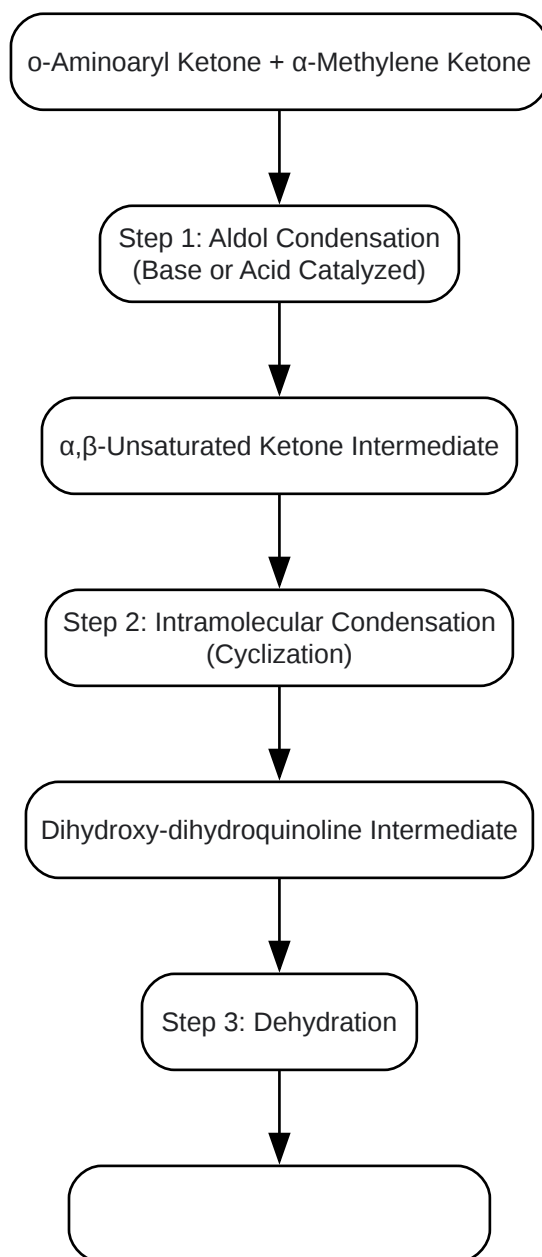 o-Aminoaryl Ketone + α-Methylene Ketone
Step 1: Aldol Condensation
(Base or Acid Catalyzed)
α,β-Unsaturated Ketone Intermediate
Step 2: Intramolecular Condensation
(Cyclization)
Dihydroxy-dihydroquinoline Intermediate
Step 3: Dehydration